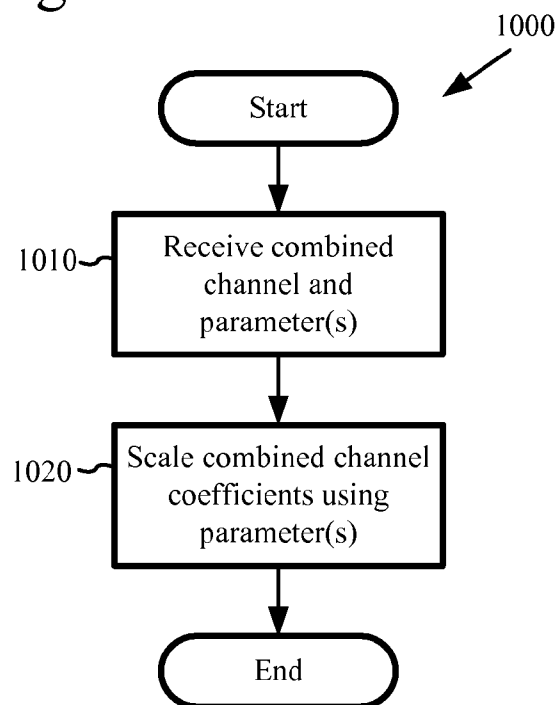 1000
Start
1010
Receive combined
channel and
parameter(s)
1020
Scale combined channel
coefficients using
parameter(s)
End